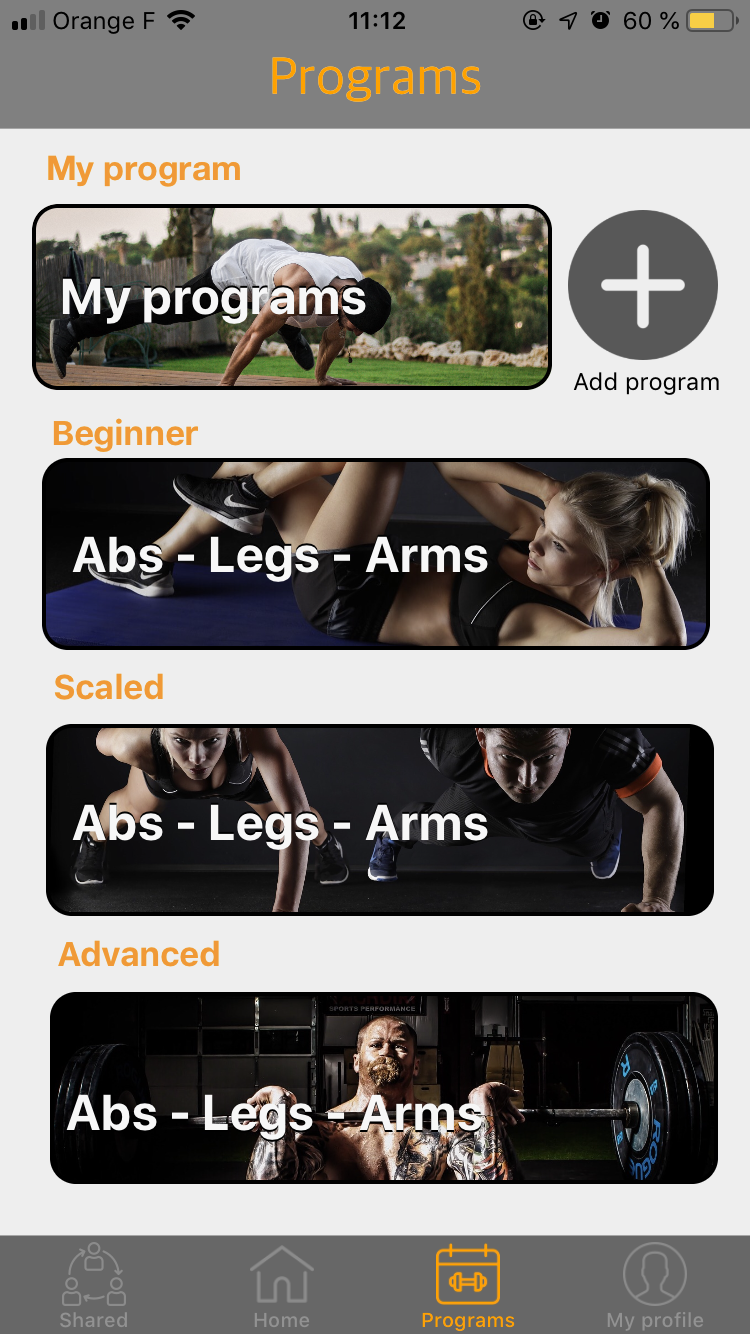 Orange F 11:12 60 %
Programs
My program
My programs
Add program
Beginner
Abs - Legs - Arms
Scaled
Abs - Legs - Arms
Advanced
SPORTS PERFORMANCE
Abs - Legs - Arms
ROGUE
Shared Home Programs My profile